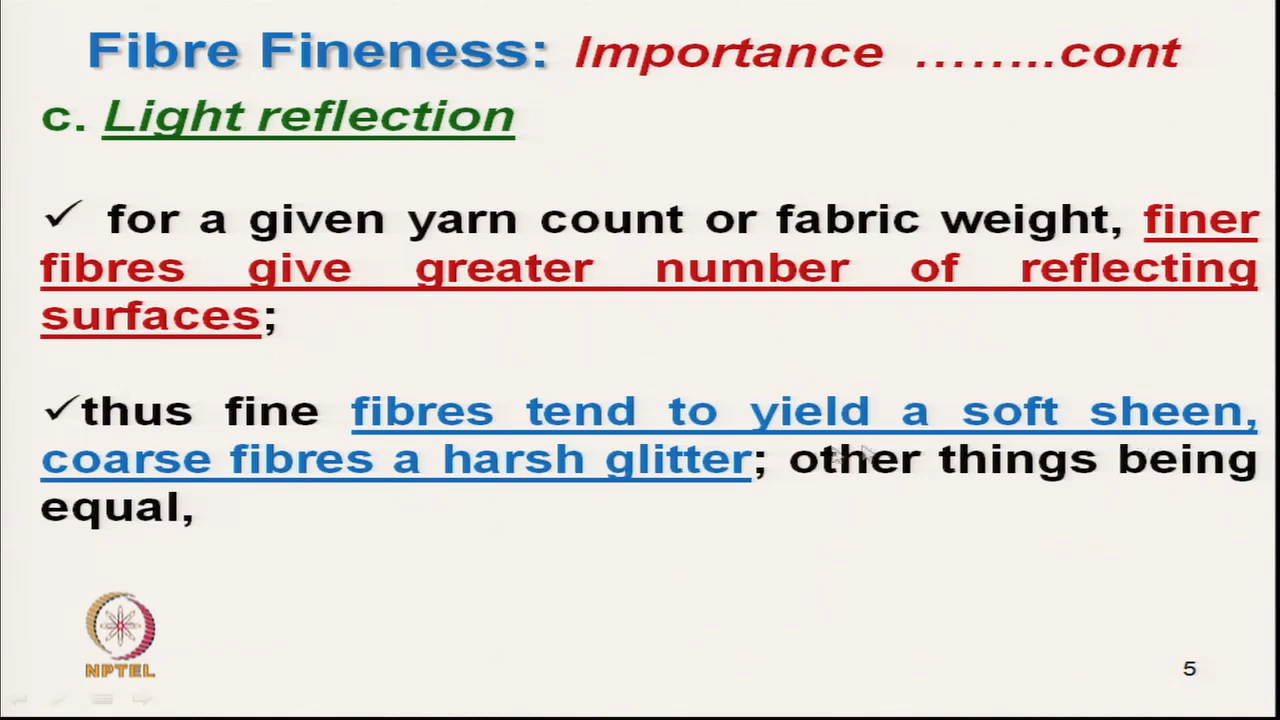 Fibre Fineness: Importance ……..cont
c. Light reflection
✓ for a given yarn count or fabric weight, finer
fibres give greater number of reflecting
surfaces;
✓thus fine fibres tend to yield a soft sheen,
coarse fibres a harsh glitter; other things being
equal,
NPTEL
5